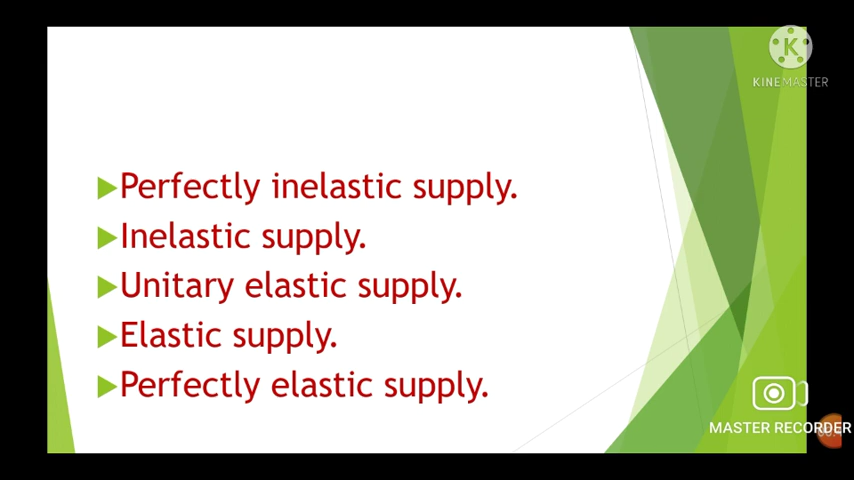 KINEMASTER
Perfectly inelastic supply.
Inelastic supply.
Unitary elastic supply.
Elastic supply.
Perfectly elastic supply.
MASTER RECORDER